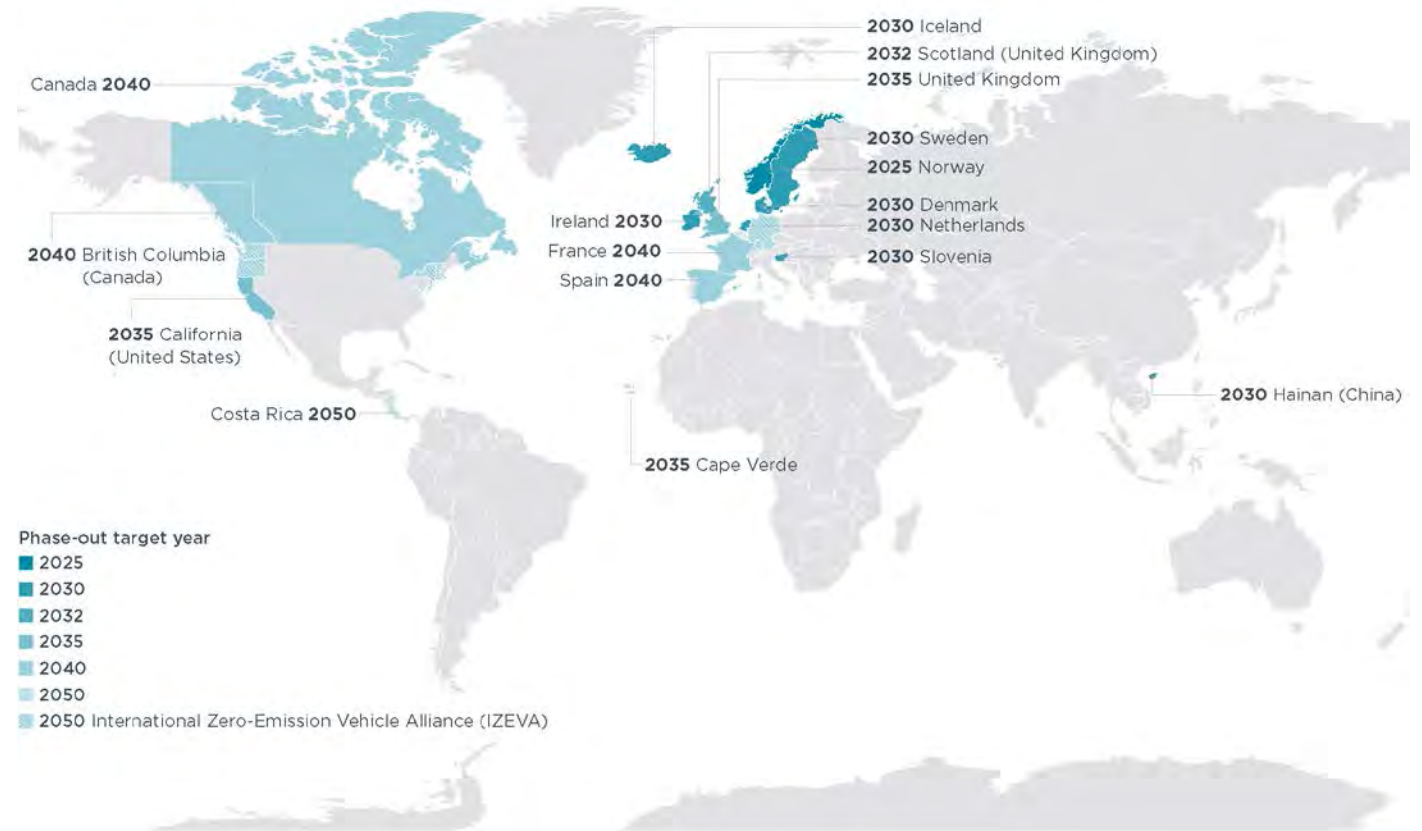 2030 Iceland
2032 Scotland (United Kingdom)
2035 United Kingdom
Canada 2040
2030 Sweden
2025 Norway
2030 Denmark
2030 Netherlands
2030 Slovenia
Ireland 2030
France 2040
Spain 2040
2040 British Columbia
(Canada)
2035 California
(United States)
Costa Rica 2050
2035 Cape Verde
2030 Hainan (China)
Phase-out target year
2025
2030
2032
2035
2040
2050
2050 International Zero-Emission Vehicle Alliance (IZEVA)